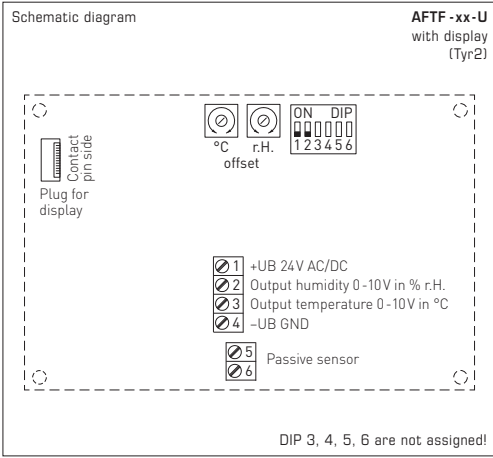 Schematic diagram
AFTF - xx - U
with display
(Tyr2)
ON DIP
1 2 3 4 5 6
°C
r.H.
offset
Contact
pin side
Plug for
display
1 +UB 24V AC/DC
2 Output humidity 0-10V in % r.H.
3 Output temperature 0-10V in °C
4 –UB GND
5
6
Passive sensor
DIP 3, 4, 5, 6 are not assigned!